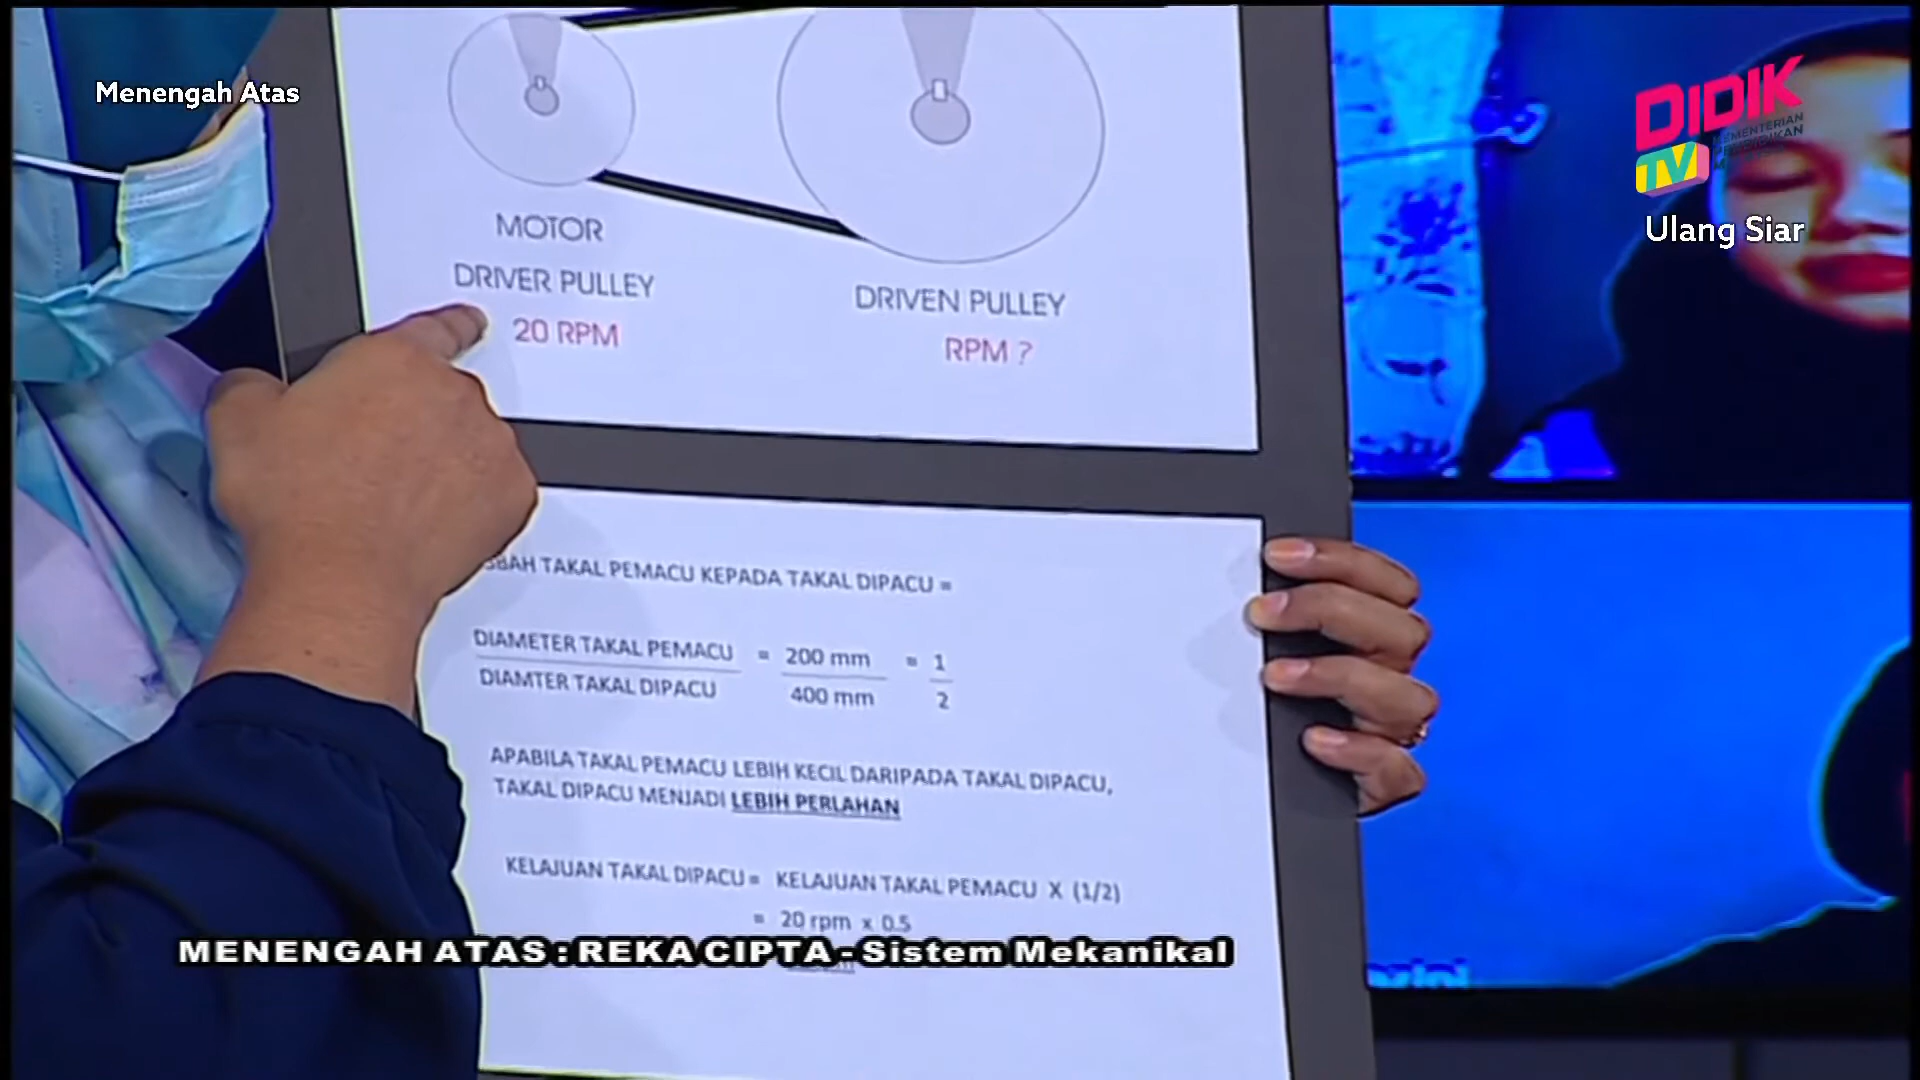 Menengah Atas
DIDIK
TV
KEMENTERIAN
PENDIDIKAN
Ulang Siar
MOTOR
DRIVER PULLEY
20 RPM
DRIVEN PULLEY
RPM ?
TAKAL PEMACU KEPADA TAKAL DIPACU =
DIAMETER TAKAL PEMACU = 200 mm = 1
DIAMTER TAKAL DIPACU 400 mm 2
APABILA TAKAL PEMACU LEBIH KECIL DARIPADA TAKAL DIPACU,
TAKAL DIPACU MENJADI LEBIH PERLAHAN
KELAJUAN TAKAL DIPACU = KELAJUAN TAKAL PEMACU X (1/2)
= 20 rpm x 0.5
MENENGAH ATAS : REKA CIPTA - Sistem Mekanikal